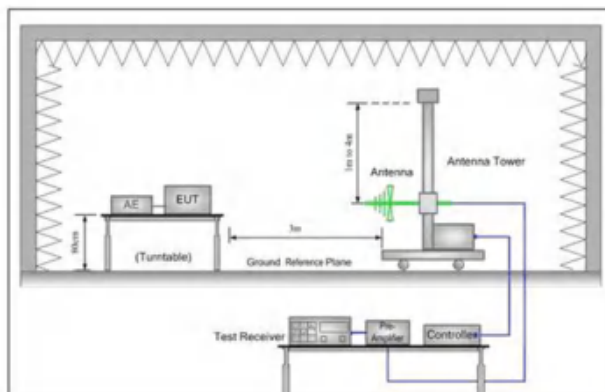 1m to 4m
Antenna
Antenna Tower
AE
EUT
80cm
(Turntable)
3m
Ground Reference Plane
Test Receiver
Pre-
Amplifier
Controller